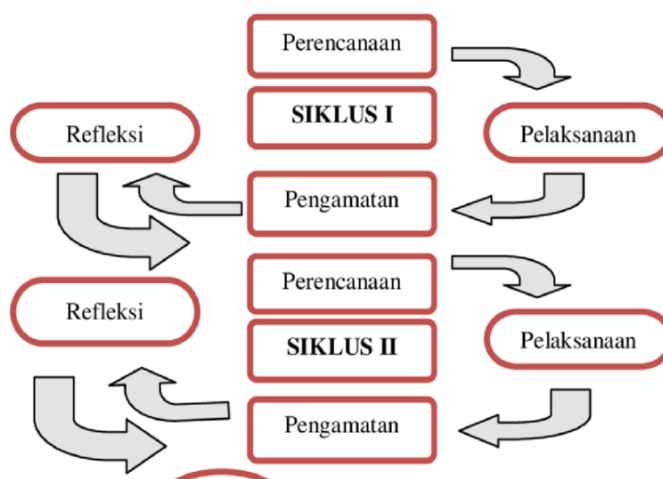 Perencanaan
SIKLUS I
Refleksi
Pelaksanaan
Pengamatan
Perencanaan
Refleksi
SIKLUS II
Pelaksanaan
Pengamatan